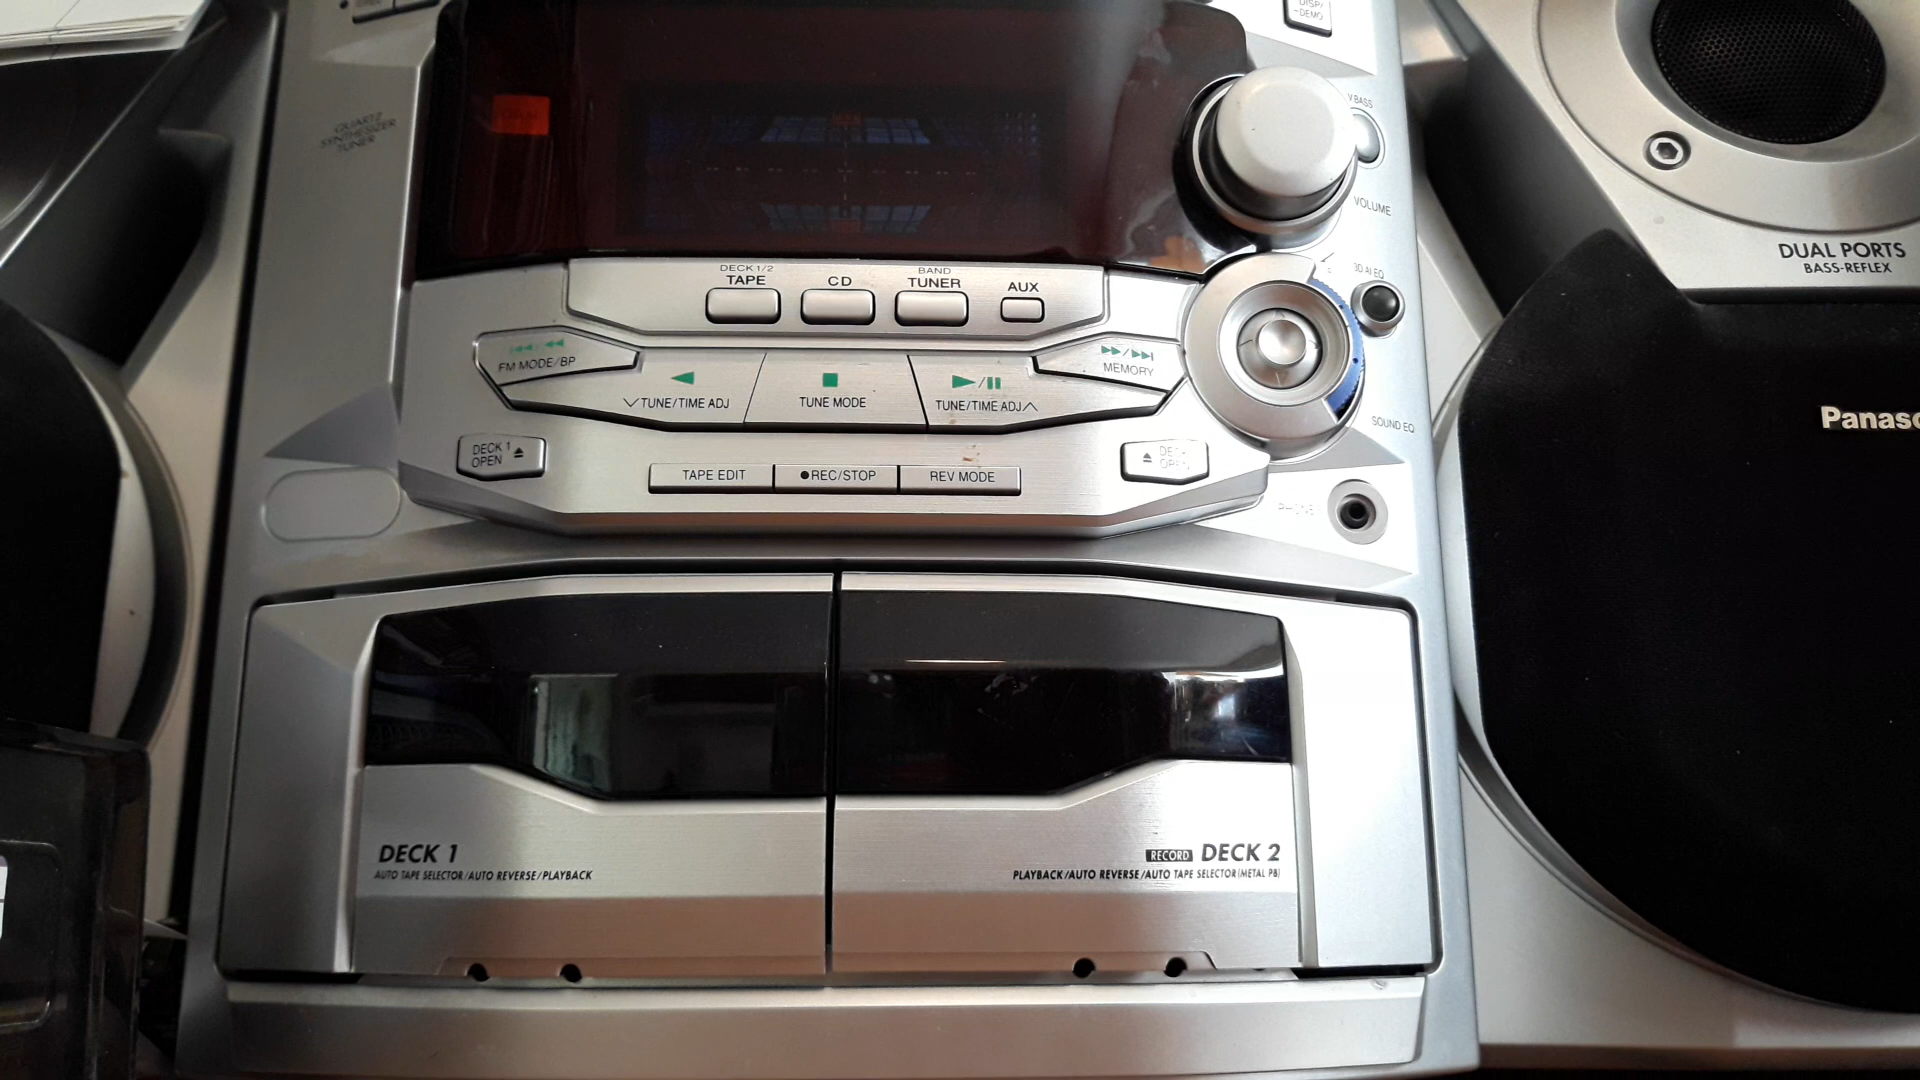 DISP/
-DEMO
QUARTZ
SYNTHESIZER
TUNER
V.BASS
VOLUME
DUAL PORTS
BASS-REFLEX
3D AI EQ
DECK 1/2
TAPE
CD
BAND
TUNER
AUX
FM MODE/BP
MEMORY
TUNE/TIME ADJ
TUNE MODE
TUNE/TIME ADJ
SOUND EQ
Panaso
DECK 1
OPEN
TAPE EDIT
REC/STOP
REV MODE
DECK
OPEN
DECK 1
AUTO TAPE SELECTOR/AUTO REVERSE/PLAYBACK
RECORD DECK 2
PLAYBACK/AUTO REVERSE/AUTO TAPE SELECTOR(METAL PB)